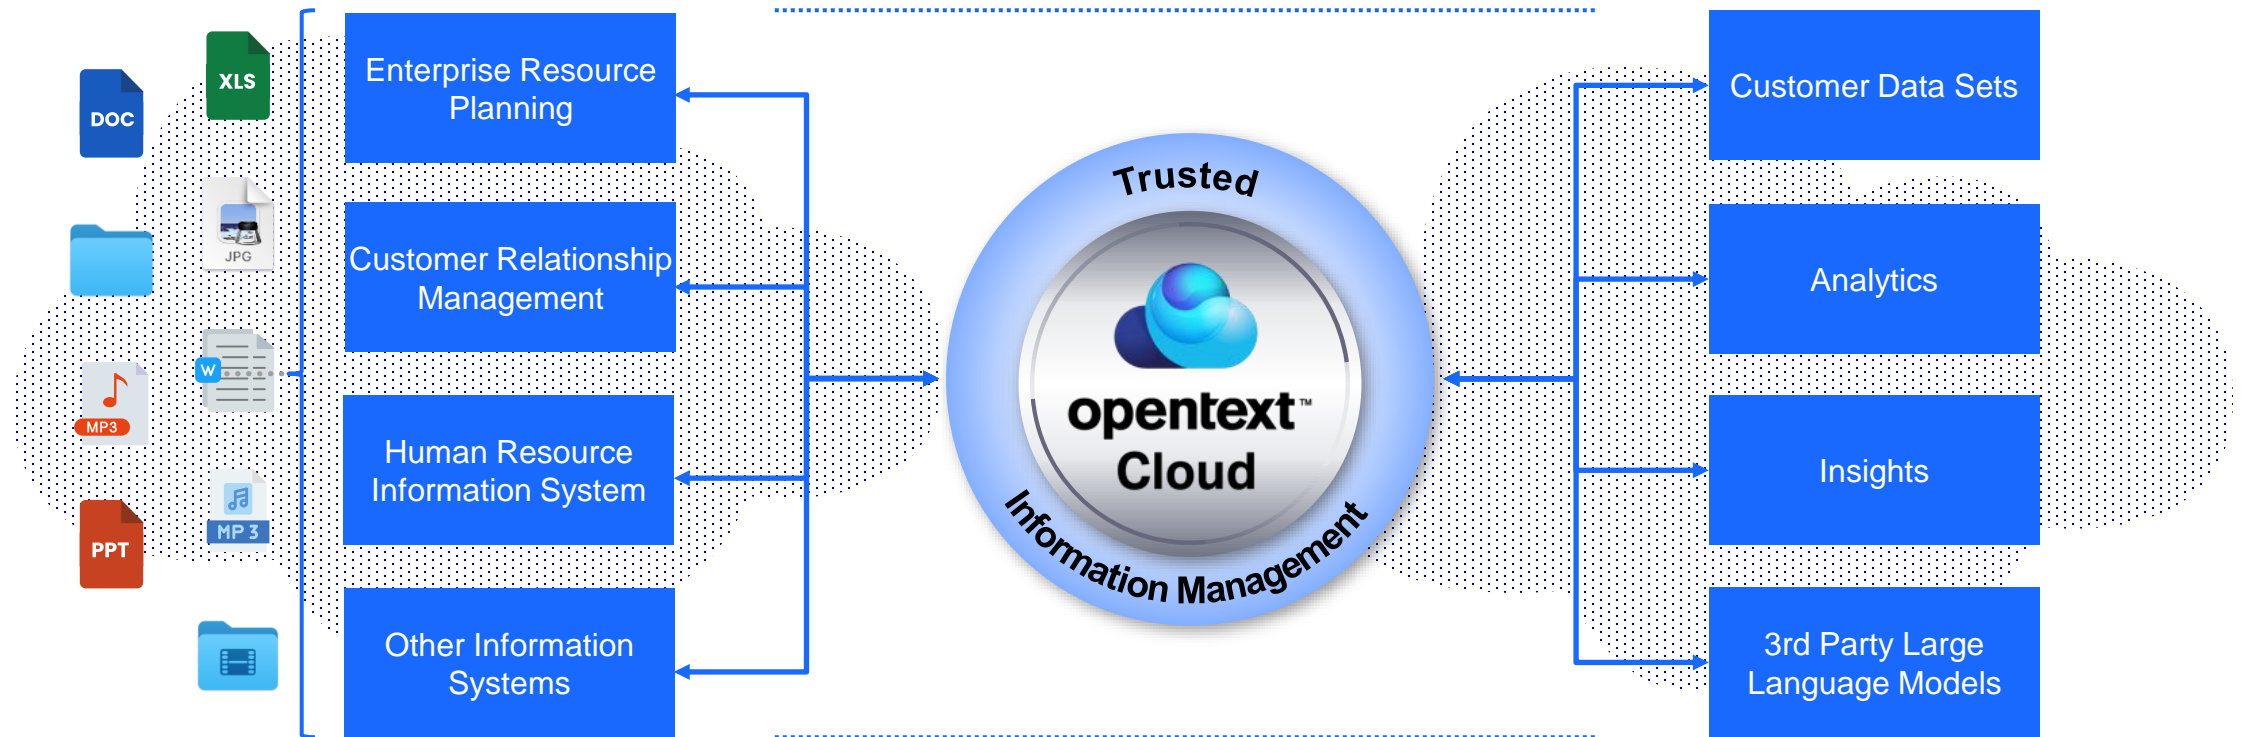 XLS
DOC
JPG
W
MP3
MP 3
PPT
Enterprise Resource
Planning
Customer Relationship
Management
Human Resource
Information System
Other Information
Systems
Trusted
opentext™
Cloud
Information Management
Customer Data Sets
Analytics
Insights
3rd Party Large
Language Models